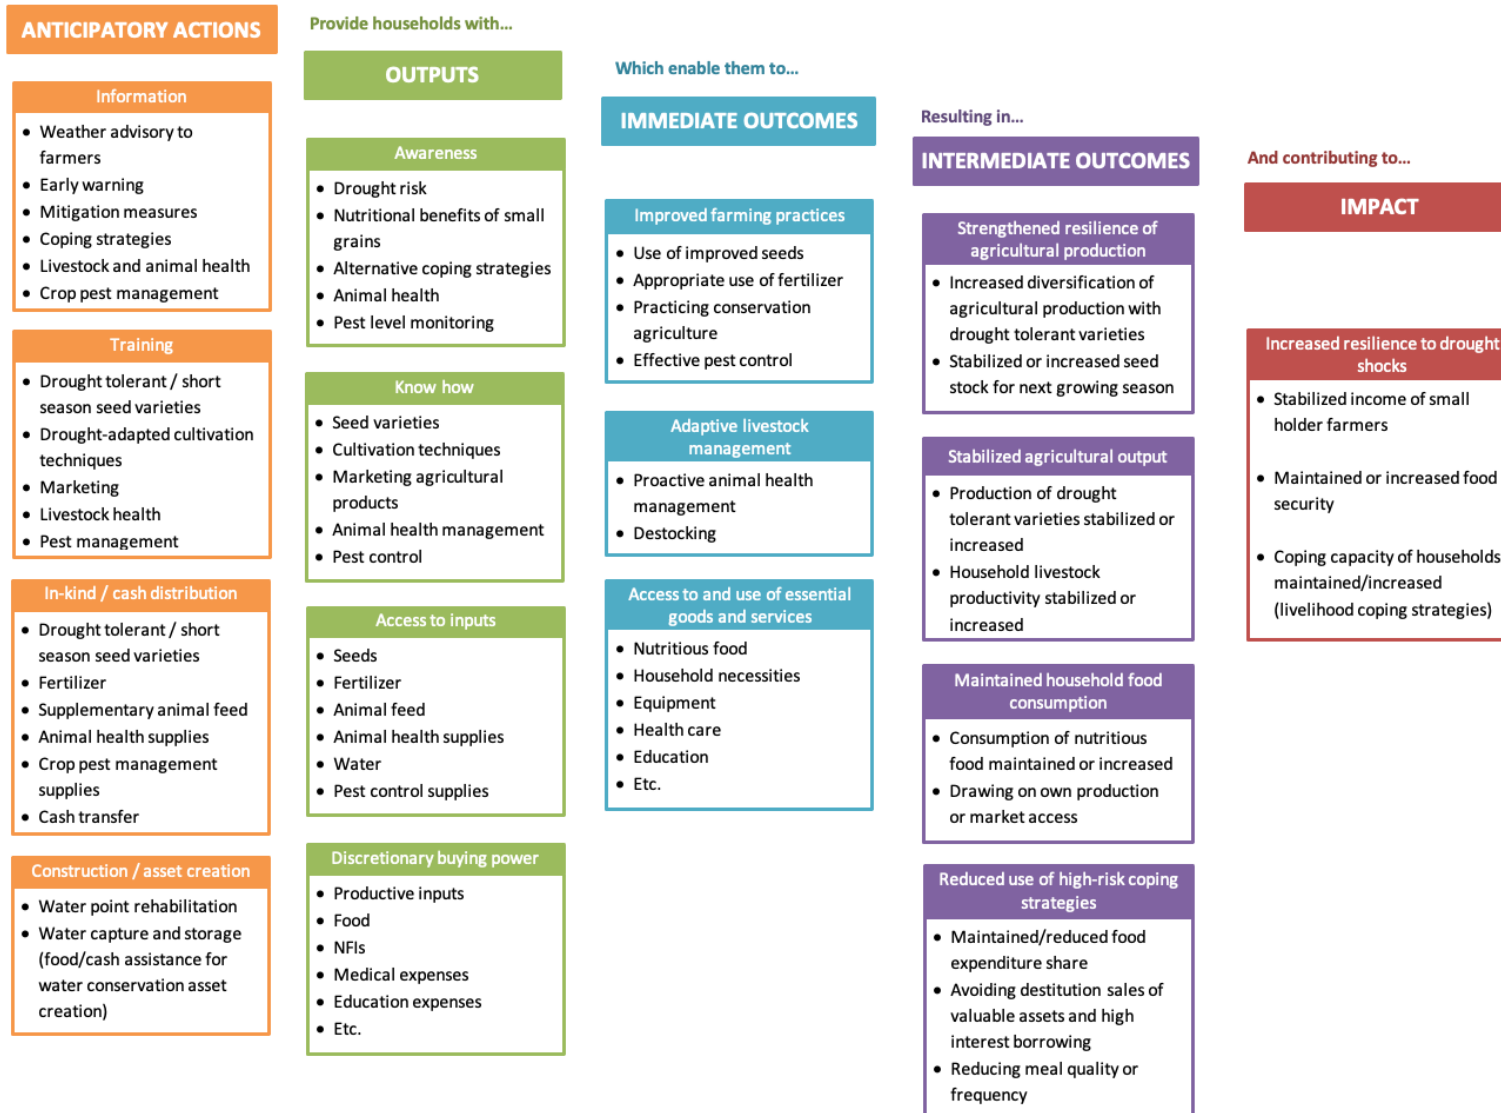 ANTICIPATORY ACTIONS
Information
• Weather advisory to
farmers
• Early warning
• Mitigation measures
• Coping strategies
• Livestock and animal health
• Crop pest management
Training
• Drought tolerant / short
season seed varieties
• Drought-adapted cultivation
techniques
• Marketing
• Livestock health
• Pest management
In-kind / cash distribution
• Drought tolerant / short
season seed varieties
• Fertilizer
• Supplementary animal feed
• Animal health supplies
• Crop pest management
supplies
• Cash transfer
Construction / asset creation
• Water point rehabilitation
• Water capture and storage
(food/cash assistance for
water conservation asset
creation)
Provide households with...
OUTPUTS
Awareness
• Drought risk
• Nutritional benefits of small
grains
• Alternative coping strategies
• Animal health
• Pest level monitoring
Know how
• Seed varieties
• Cultivation techniques
• Marketing agricultural
products
• Animal health management
• Pest control
Access to inputs
• Seeds
• Fertilizer
• Animal feed
• Animal health supplies
• Water
• Pest control supplies
Discretionary buying power
• Productive inputs
• Food
• NFIs
• Medical expenses
• Education expenses
• Etc.
Which enable them to...
IMMEDIATE OUTCOMES
Improved farming practices
• Use of improved seeds
• Appropriate use of fertilizer
• Practicing conservation
agriculture
• Effective pest control
Adaptive livestock
management
• Proactive animal health
management
• Destocking
Access to and use of essential
goods and services
• Nutritious food
• Household necessities
• Equipment
• Health care
• Education
• Etc.
Resulting in...
INTERMEDIATE OUTCOMES
Strengthened resilience of
agricultural production
• Increased diversification of
agricultural production with
drought tolerant varieties
• Stabilized or increased seed
stock for next growing season
Stabilized agricultural output
• Production of drought
tolerant varieties stabilized or
increased
• Household livestock
productivity stabilized or
increased
Maintained household food
consumption
• Consumption of nutritious
food maintained or increased
• Drawing on own production
or market access
Reduced use of high-risk coping
strategies
• Maintained/reduced food
expenditure share
• Avoiding destitution sales of
valuable assets and high
interest borrowing
• Reducing meal quality or
frequency
And contributing to...
IMPACT
Increased resilience to drought
shocks
• Stabilized income of small
holder farmers
• Maintained or increased food
security
• Coping capacity of households
maintained/increased
(livelihood coping strategies)